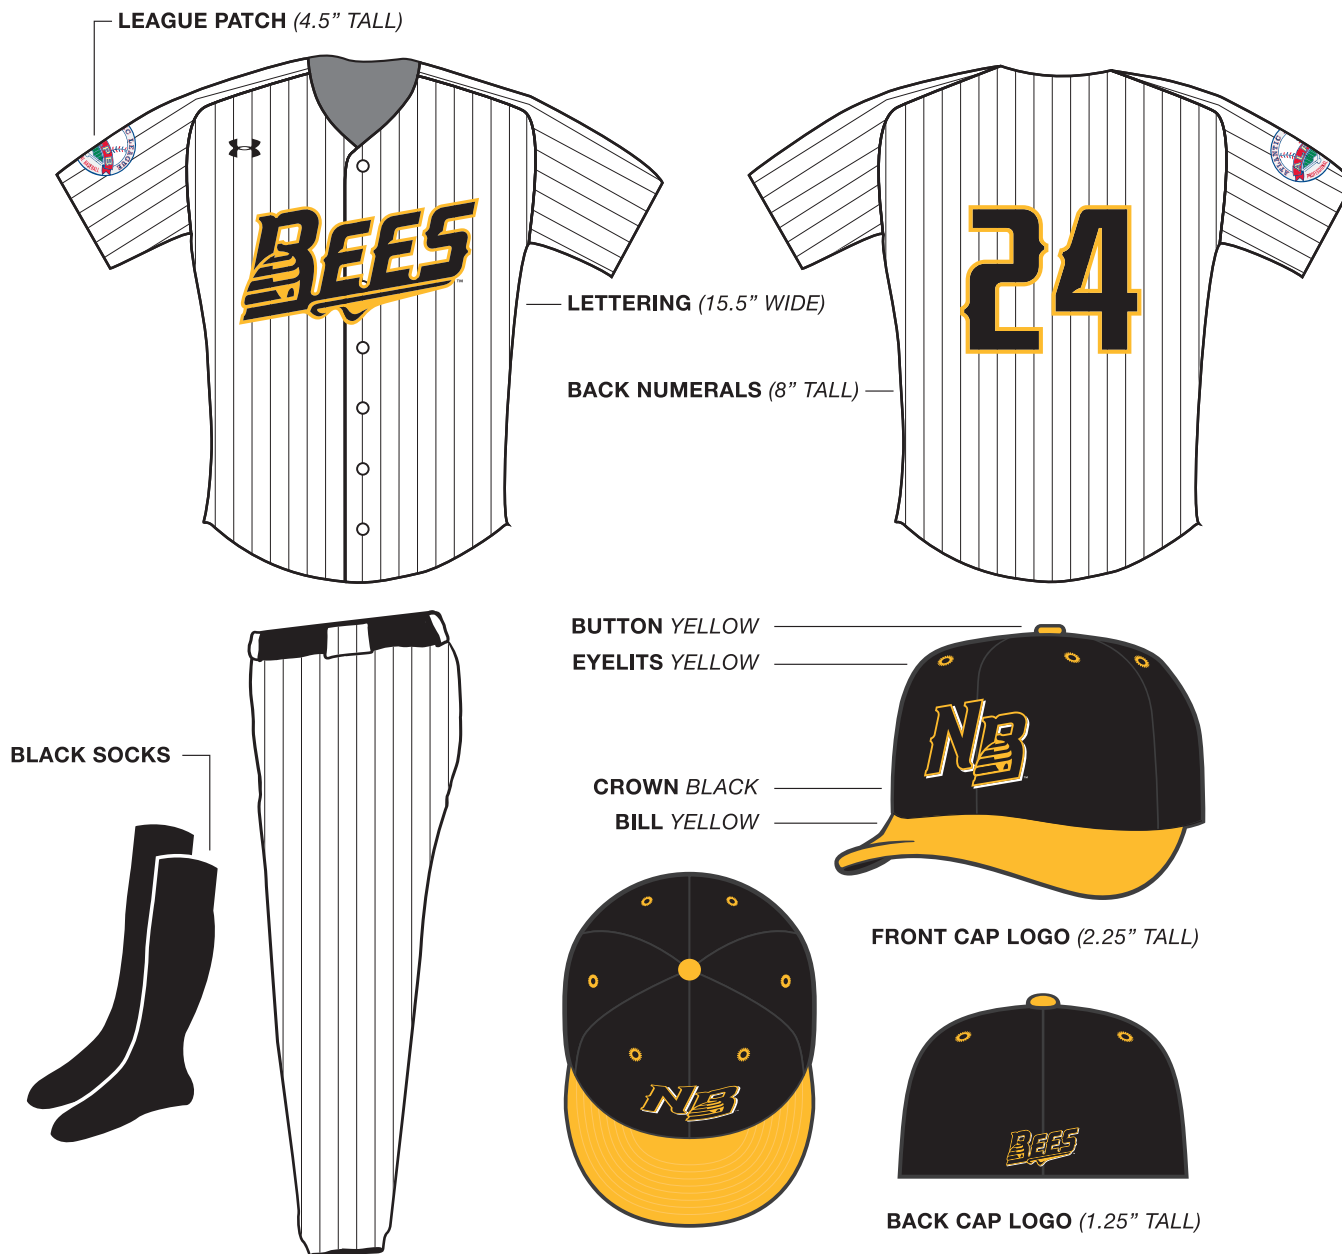 LEAGUE PATCH (4.5” TALL)
BEES
™
24
LETTERING (15.5” WIDE)
BACK NUMERALS (8” TALL)
BUTTON YELLOW
EYELITS YELLOW
NB
BLACK SOCKS
CROWN BLACK
BILL YELLOW
FRONT CAP LOGO (2.25” TALL)
NB
BEES
BACK CAP LOGO (1.25” TALL)